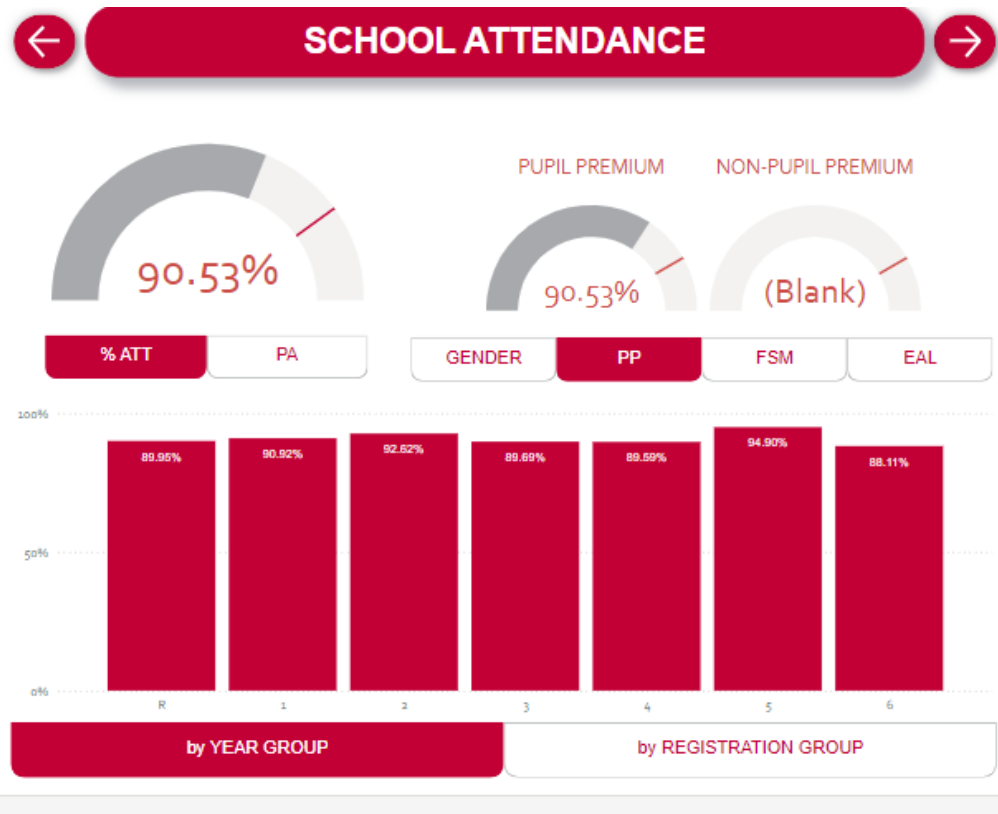 SCHOOL ATTENDANCE
PUPIL PREMIUM NON-PUPIL PREMIUM
90.53%
90.53% (Blank)
% ATT PA
GENDER PP FSM EAL
100%
89.95% 90.92% 92.62% 89.69% 89.59% 94.90% 88.11%
50%
0%
R 1 2 3 4 5 6
by YEAR GROUP by REGISTRATION GROUP